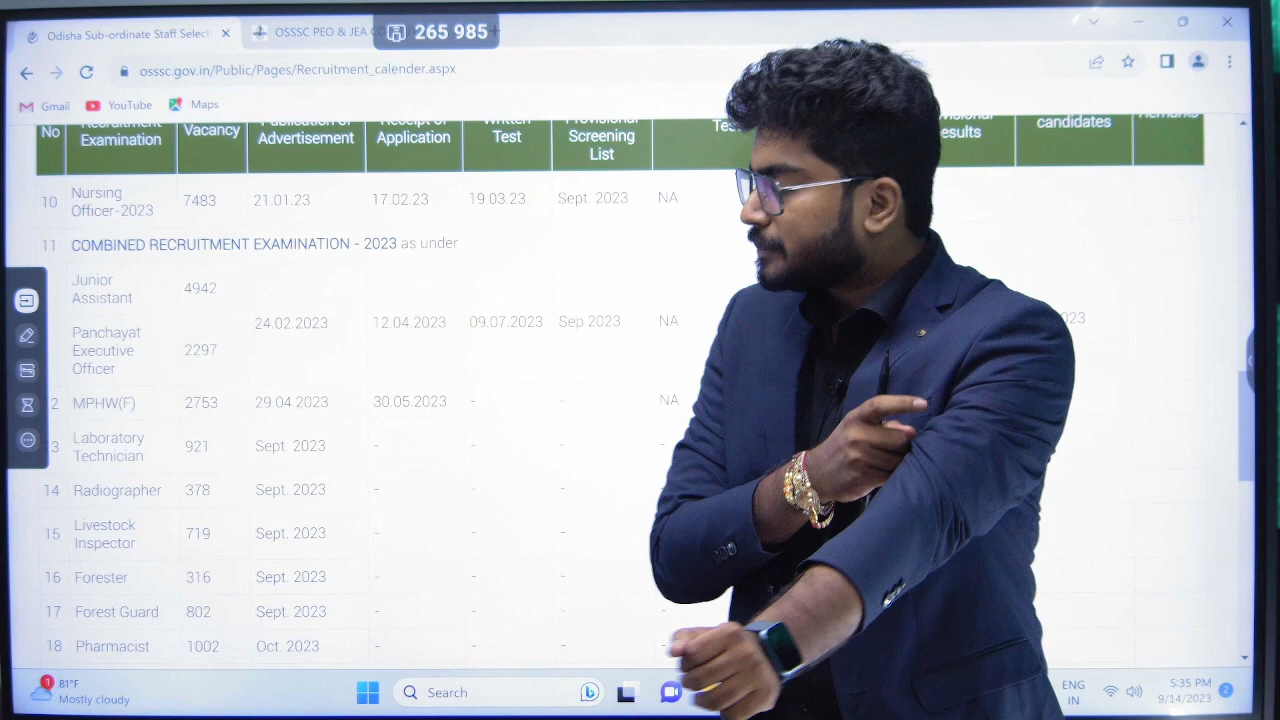 Odisha Sub-ordinate Staff Select
OSSSC PEO & JEA
265 985
osssc.gov.in/Public/Pages/Recruitment_calender.aspx
Gmail YouTube Maps
No Recruitment Examination Vacancy Publication of Advertisement Receipt of Application Written Test Provisional Screening List candidates Remarks
10 Nursing Officer-2023 7483 21.01.23 17.02.23 19.03.23 Sept. 2023 NA
11 COMBINED RECRUITMENT EXAMINATION - 2023 as under
Junior Assistant 4942
24.02.2023 12.04.2023 09.07.2023 Sep 2023 NA
Panchayat Executive Officer 2297
MPHW(F) 2753 29.04.2023 30.05.2023 - - NA
Laboratory Technician 921 Sept. 2023 - - - -
14 Radiographer 378 Sept. 2023 - - -
15 Livestock Inspector 719 Sept. 2023 - - -
16 Forester 316 Sept. 2023 - - -
17 Forest Guard 802 Sept. 2023 - - - -
18 Pharmacist 1002 Oct. 2023 - - - -
1 81°F
Mostly cloudy
Search
ENG
IN
5:35 PM
9/14/2023
2